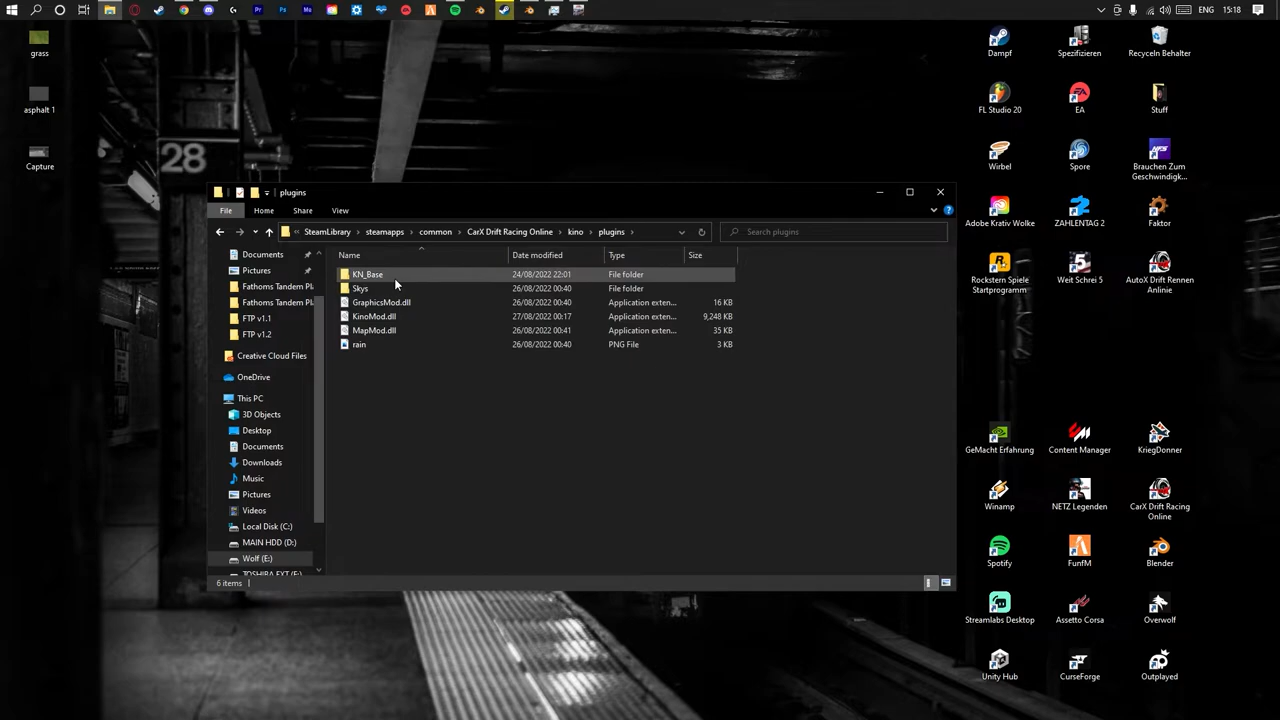 ENG
15:18
grass
asphalt 1
Capture
28
Dampf
Spezifizieren
Recyceln Behalter
FL Studio 20
EA
Stuff
Wirbel
Spore
Brauchen Zum
Geschwindigk...
Adobe Krativ Wolke
ZAHLENTAG 2
Faktor
Rockstern Spiele
Startprogramm
Weit Schrei 5
AutoX Drift Rennen
Anlinie
GeMacht Erfahrung
Content Manager
KriegDonner
Winamp
NETZ Legenden
CarX Drift Racing
Online
Spotify
FunfM
Blender
Streamlabs Desktop
Assetto Corsa
Overwolf
Unity Hub
CurseForge
Outplayed
plugins
File
Home
Share
View
SteamLibrary
steamapps
common
CarX Drift Racing Online
kino
plugins
Search plugins
Documents
Pictures
Fathoms Tandem Pl
Fathoms Tandem P
FTP v1.1
FTP v1.2
Creative Cloud Files
OneDrive
This PC
3D Objects
Desktop
Documents
Downloads
Music
Pictures
Videos
Local Disk (C:)
MAIN HDD (D:)
Wolf (E:)
Name
Date modified
Type
Size
KN_Base
24/08/2022 22:01
File folder
Skys
26/08/2022 00:40
File folder
GraphicsMod.dll
26/08/2022 00:40
Application exten...
16 KB
KinoMod.dll
27/08/2022 00:17
Application exten...
9,248 KB
MapMod.dll
26/08/2022 00:41
Application exten...
35 KB
rain
26/08/2022 00:40
PNG File
3 KB
6 items